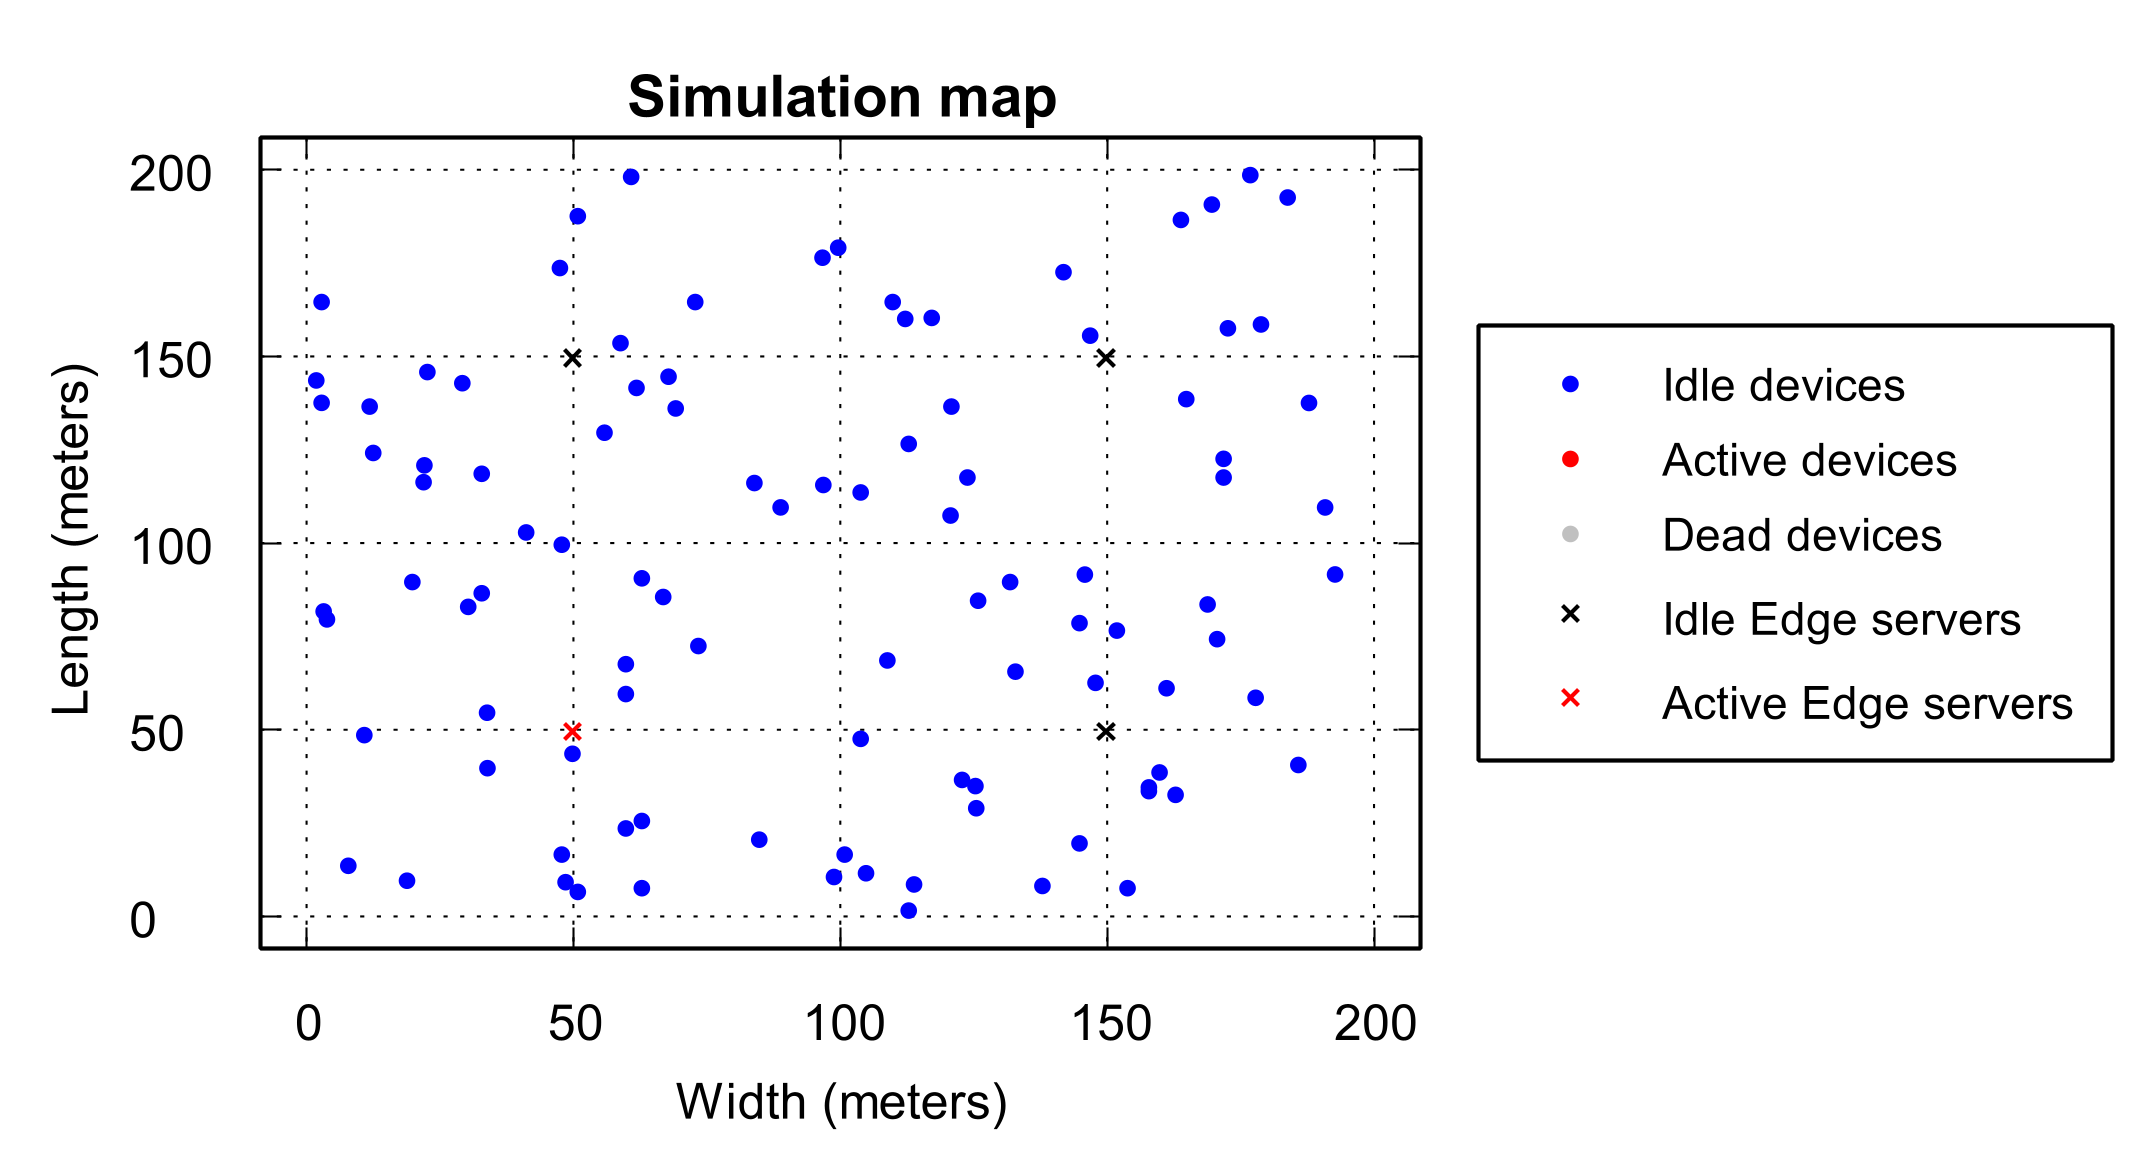 Simulation map
200
150
100
50
0
Length (meters)
0 50 100 150 200
Width (meters)
Idle devices
Active devices
Dead devices
Idle Edge servers
Active Edge servers